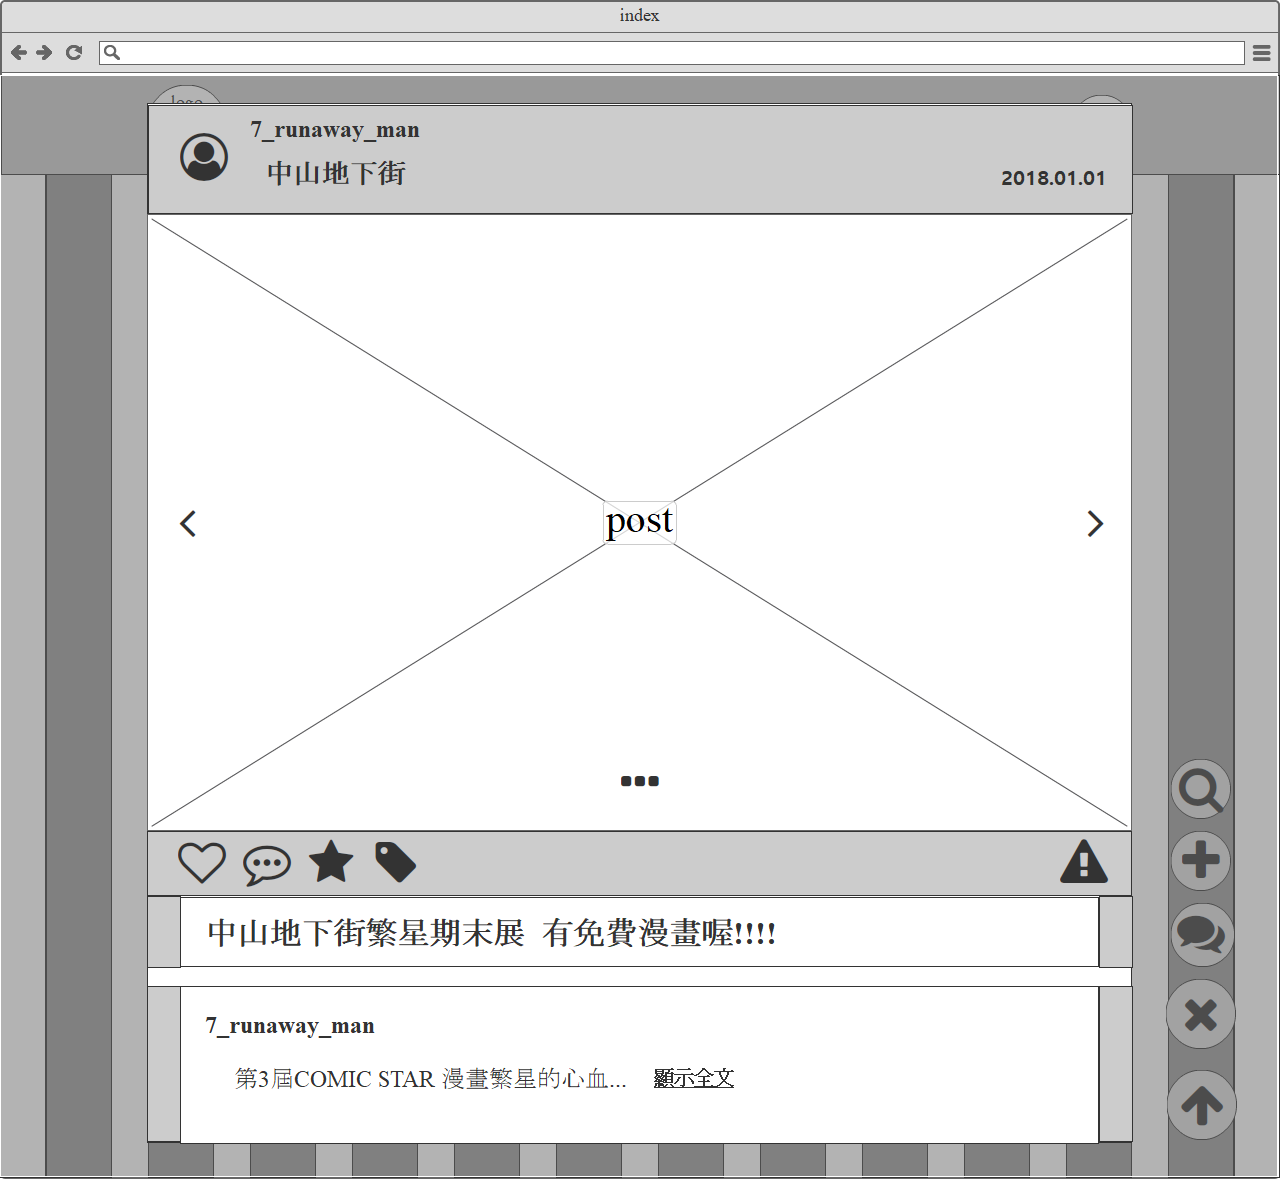 index
logo
7_runaway_man
中山地下街
2018.01.01
post
中山地下街繁星期末展 有免費漫畫喔!!!!
7_runaway_man
第3屆COMIC STAR 漫畫繁星的心血... 顯示全文